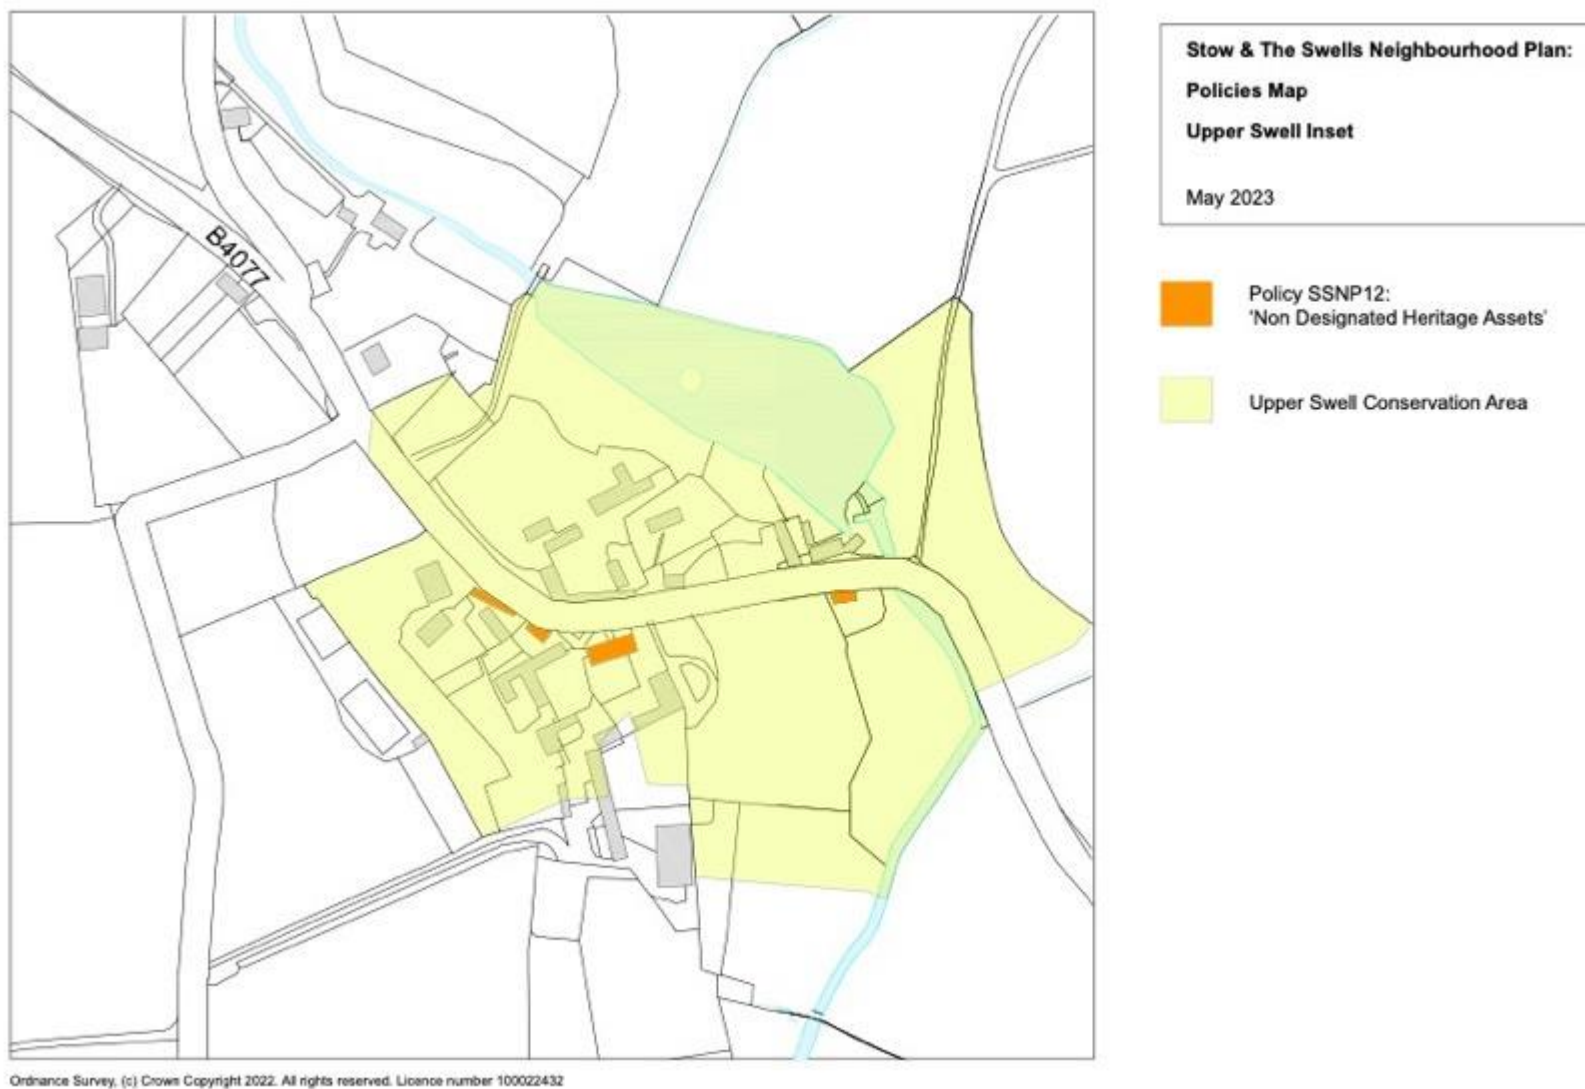 Stow & The Swells Neighbourhood Plan:
Policies Map
Upper Swell Inset
May 2023
B4077
Policy SSNP12:
'Non Designated Heritage Assets'
Upper Swell Conservation Area
Ordnance Survey, (c) Crown Copyright 2022. All rights reserved. Licence number 100022432